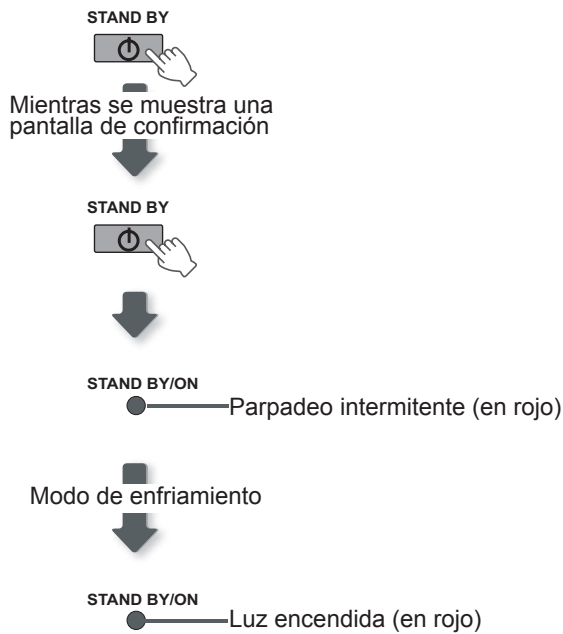 STAND BY
Mientras se muestra una
pantalla de confirmación
STAND BY
STAND BY/ON
Parpadeo intermitente (en rojo)
Modo de enfriamiento
STAND BY/ON
Luz encendida (en rojo)